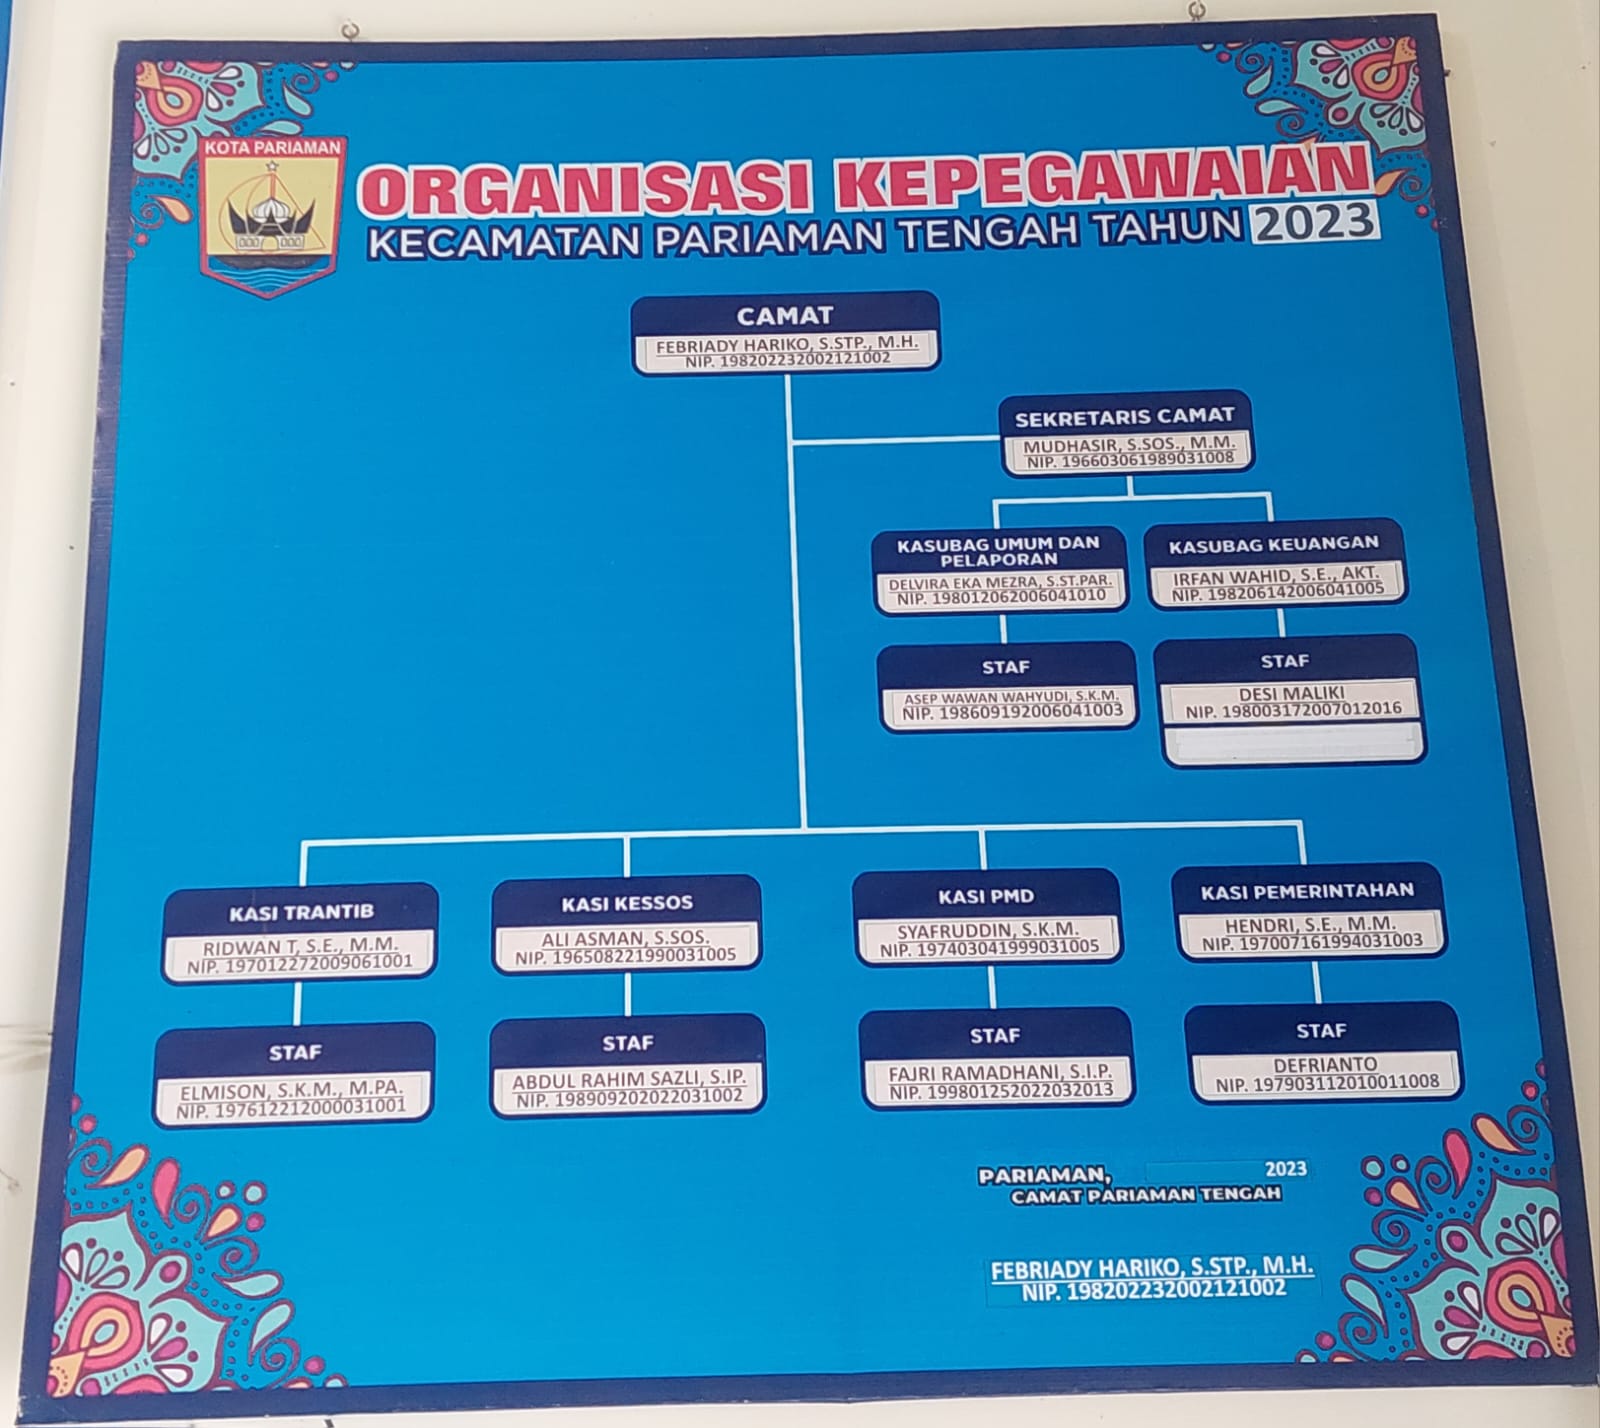 KOTA PARIAMAN
ORGANISASI KEPEGAWAIAN
KECAMATAN PARIAMAN TENGAH TAHUN 2023
CAMAT
FEBRIADY HARIKO, S.STP., M.H.
NIP. 198202232002121002
SEKRETARIS CAMAT
MUDHASIR, S.SOS., M.M.
NIP. 196603061989031008
KASUBAG UMUM DAN
PELAPORAN
DELVIRA EKA MEZRA, S.ST.PAR.
NIP. 198012062006041010
KASUBAG KEUANGAN
IRFAN WAHID, S.E., AKT.
NIP. 198206142006041005
STAF
ASEP WAWAN WAHYUDI, S.K.M.
NIP. 198609192006041003
STAF
DESI MALIKI
NIP. 198003172007012016
KASI TRANTIB
RIDWAN T, S.E., M.M.
NIP. 197012272009061001
KASI KESSOS
ALI ASMAN, S.SOS.
NIP. 196508221990031005
KASI PMD
SYAFRUDDIN, S.K.M.
NIP. 197403041999031005
KASI PEMERINTAHAN
HENDRI, S.E., M.M.
NIP. 197007161994031003
STAF
ELMISON, S.K.M., M.PA.
NIP. 197612212000031001
STAF
ABDUL RAHIM SAZLI, S.IP.
NIP. 198909202022031002
STAF
FAJRI RAMADHANI, S.I.P.
NIP. 199801252022032013
STAF
DEFRIANTO
NIP. 197903112010011008
PARIAMAN, 2023
CAMAT PARIAMAN TENGAH
FEBRIADY HARIKO, S.STP., M.H.
NIP. 198202232002121002